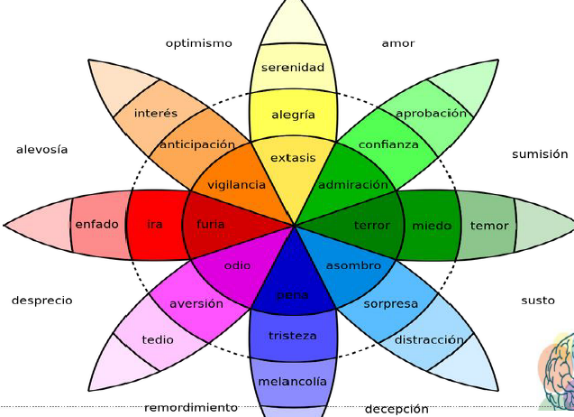 optimismo
amor
serenidad
interés
alegría
aprobación
anticipación
confianza
alevosía
extasis
sumisión
vigilancia
admiración
enfado
ira
furia
terror
miedo
temor
odio
asombro
desprecio
aversión
pena
sorpresa
susto
tedio
tristeza
distracción
melancolía
remordimiento
decepción